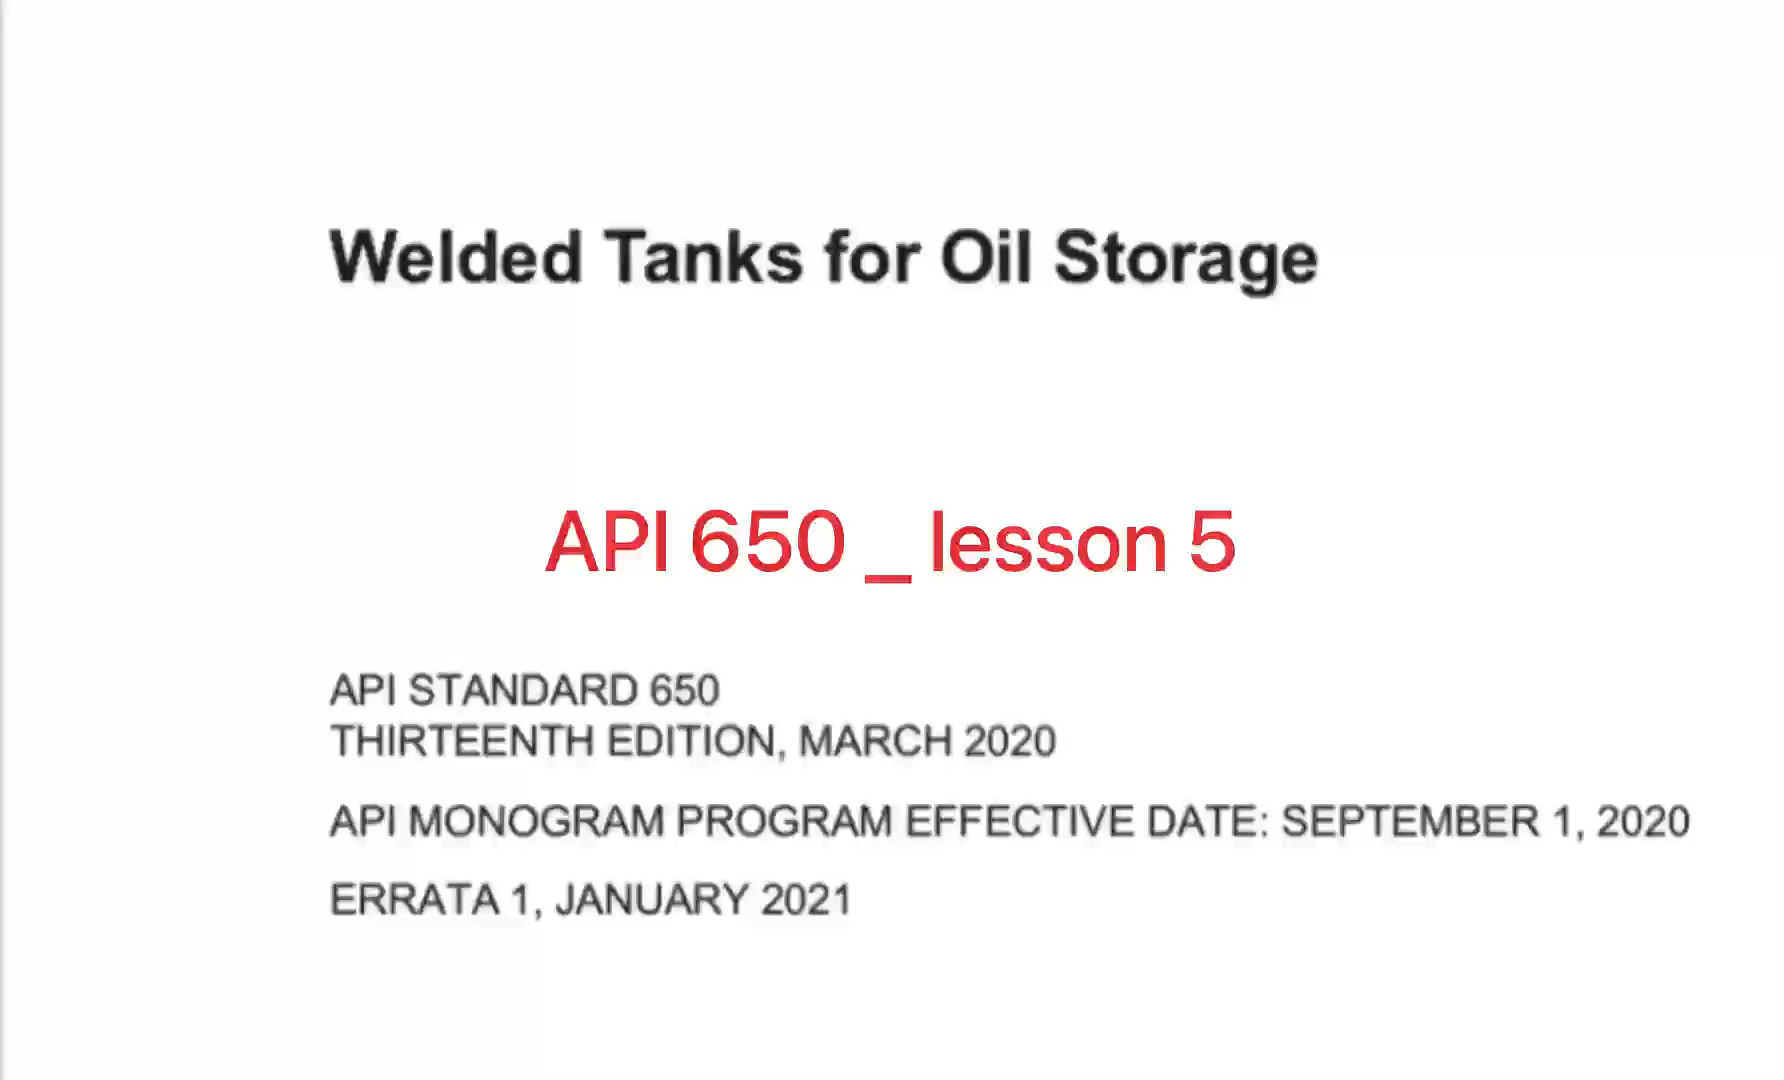 Welded Tanks for Oil Storage
API 650 _ lesson 5
API STANDARD 650
THIRTEENTH EDITION, MARCH 2020
API MONOGRAM PROGRAM EFFECTIVE DATE: SEPTEMBER 1, 2020
ERRATA 1, JANUARY 2021